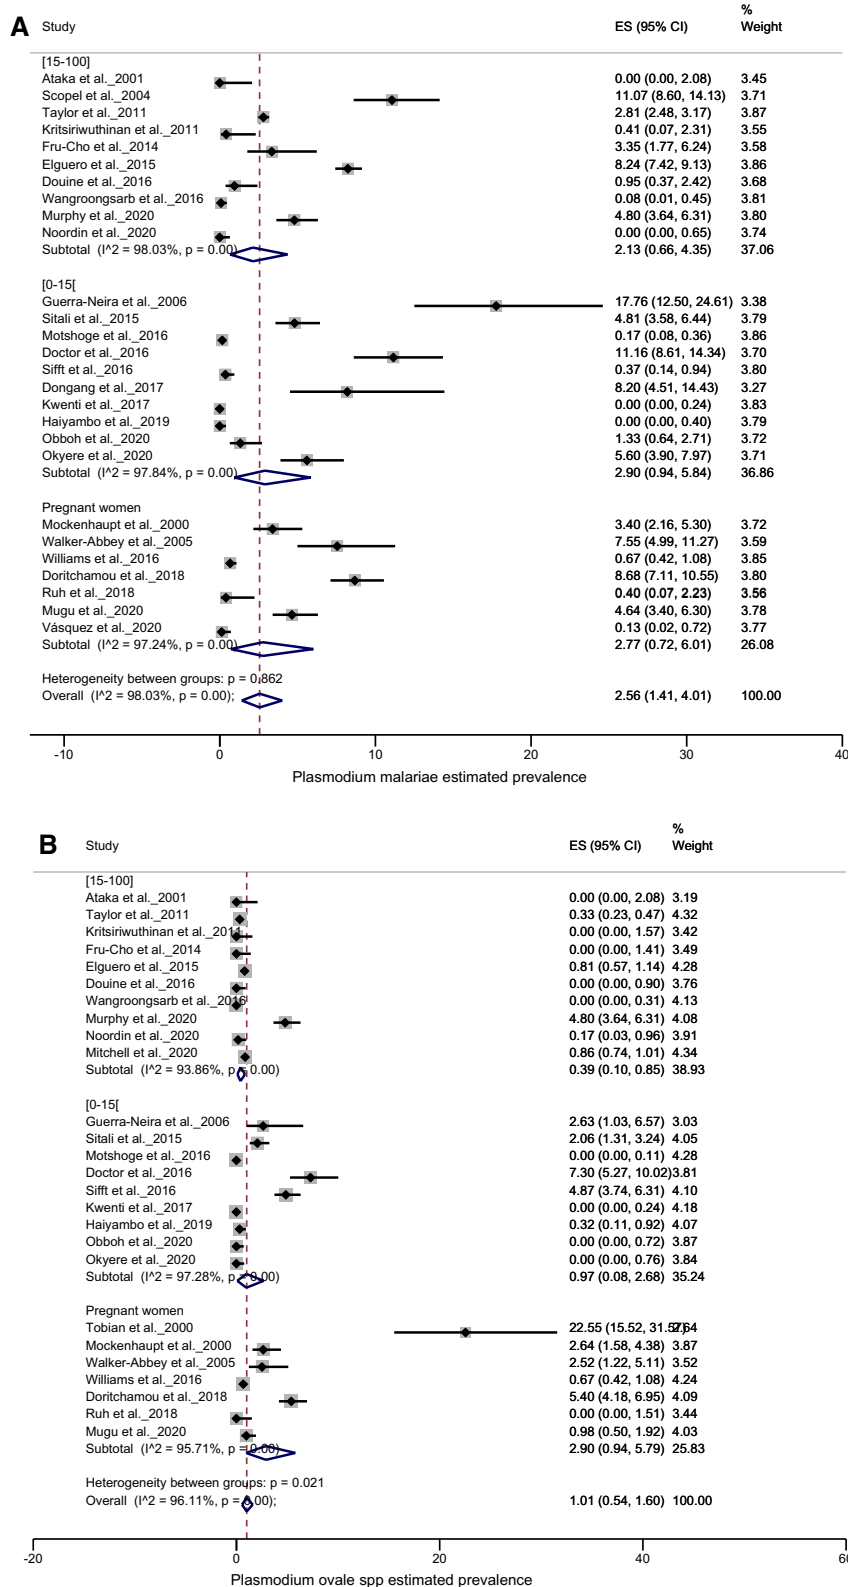 A
Study ES (95% CI) % Weight
[15-100]
Ataka et al._2001 0.00 (0.00, 2.08) 3.45
Scopel et al._2004 11.07 (8.60, 14.13) 3.71
Taylor et al._2011 2.81 (2.48, 3.17) 3.87
Kritsiriwuthinan et al._2011 0.41 (0.07, 2.31) 3.55
Fru-Cho et al._2014 3.35 (1.77, 6.24) 3.58
Elguero et al._2015 8.24 (7.42, 9.13) 3.86
Douine et al._2016 0.95 (0.37, 2.42) 3.68
Wangroongsarb et al._2016 0.08 (0.01, 0.45) 3.81
Murphy et al._2020 4.80 (3.64, 6.31) 3.80
Noordin et al._2020 0.00 (0.00, 0.65) 3.74
Subtotal (I^2 = 98.03%, p = 0.00) 2.13 (0.66, 4.35) 37.06
[0-15[
Guerra-Neira et al._2006 17.76 (12.50, 24.61) 3.38
Sitali et al._2015 4.81 (3.58, 6.44) 3.79
Motshoge et al._2016 0.17 (0.08, 0.36) 3.86
Doctor et al._2016 11.16 (8.61, 14.34) 3.70
Sifft et al._2016 0.37 (0.14, 0.94) 3.80
Dongang et al._2017 8.20 (4.51, 14.43) 3.27
Kwenti et al._2017 0.00 (0.00, 0.24) 3.83
Haiyambo et al._2019 0.00 (0.00, 0.40) 3.79
Obboh et al._2020 1.33 (0.64, 2.71) 3.72
Okyere et al._2020 5.60 (3.90, 7.97) 3.71
Subtotal (I^2 = 97.84%, p = 0.00) 2.90 (0.94, 5.84) 36.86
Pregnant women
Mockenhaupt et al._2000 3.40 (2.16, 5.30) 3.72
Walker-Abbey et al._2005 7.55 (4.99, 11.27) 3.59
Williams et al._2016 0.67 (0.42, 1.08) 3.85
Doritchamou et al._2018 8.68 (7.11, 10.55) 3.80
Ruh et al._2018 0.40 (0.07, 2.23) 3.56
Mugu et al._2020 4.64 (3.40, 6.30) 3.78
Vásquez et al._2020 0.13 (0.02, 0.72) 3.77
Subtotal (I^2 = 97.24%, p = 0.00) 2.77 (0.72, 6.01) 26.08
Heterogeneity between groups: p = 0.862
Overall (I^2 = 98.03%, p = 0.00); 2.56 (1.41, 4.01) 100.00
-10 0 10 20 30 40
Plasmodium malariae estimated prevalence
B
Study ES (95% CI) % Weight
[15-100]
Ataka et al._2001 0.00 (0.00, 2.08) 3.19
Taylor et al._2011 0.33 (0.23, 0.47) 4.32
Kritsiriwuthinan et al._2011 0.00 (0.00, 1.57) 3.42
Fru-Cho et al._2014 0.00 (0.00, 1.41) 3.49
Elguero et al._2015 0.81 (0.57, 1.14) 4.28
Douine et al._2016 0.00 (0.00, 0.90) 3.76
Wangroongsarb et al._2016 0.00 (0.00, 0.31) 4.13
Murphy et al._2020 4.80 (3.64, 6.31) 4.08
Noordin et al._2020 0.17 (0.03, 0.96) 3.91
Mitchell et al._2020 0.86 (0.74, 1.01) 4.34
Subtotal (I^2 = 93.86%, p = 0.00) 0.39 (0.10, 0.85) 38.93
[0-15[
Guerra-Neira et al._2006 2.63 (1.03, 6.57) 3.03
Sitali et al._2015 2.06 (1.31, 3.24) 4.05
Motshoge et al._2016 0.00 (0.00, 0.11) 4.28
Doctor et al._2016 7.30 (5.27, 10.02) 3.81
Sifft et al._2016 4.87 (3.74, 6.31) 4.10
Kwenti et al._2017 0.00 (0.00, 0.24) 4.18
Haiyambo et al._2019 0.32 (0.11, 0.92) 4.07
Obboh et al._2020 0.00 (0.00, 0.72) 3.87
Okyere et al._2020 0.00 (0.00, 0.76) 3.84
Subtotal (I^2 = 97.28%, p = 0.00) 0.97 (0.08, 2.68) 35.24
Pregnant women
Tobian et al._2000 22.55 (15.52, 31.57) 2.64
Mockenhaupt et al._2000 2.64 (1.58, 4.38) 3.87
Walker-Abbey et al._2005 2.52 (1.22, 5.11) 3.52
Williams et al._2016 0.67 (0.42, 1.08) 4.24
Doritchamou et al._2018 5.40 (4.18, 6.95) 4.09
Ruh et al._2018 0.00 (0.00, 1.51) 3.44
Mugu et al._2020 0.98 (0.50, 1.92) 4.03
Subtotal (I^2 = 95.71%, p = 0.00) 2.90 (0.94, 5.79) 25.83
Heterogeneity between groups: p = 0.021
Overall (I^2 = 96.11%, p = 0.00); 1.01 (0.54, 1.60) 100.00
-20 0 20 40 60
Plasmodium ovale spp estimated prevalence